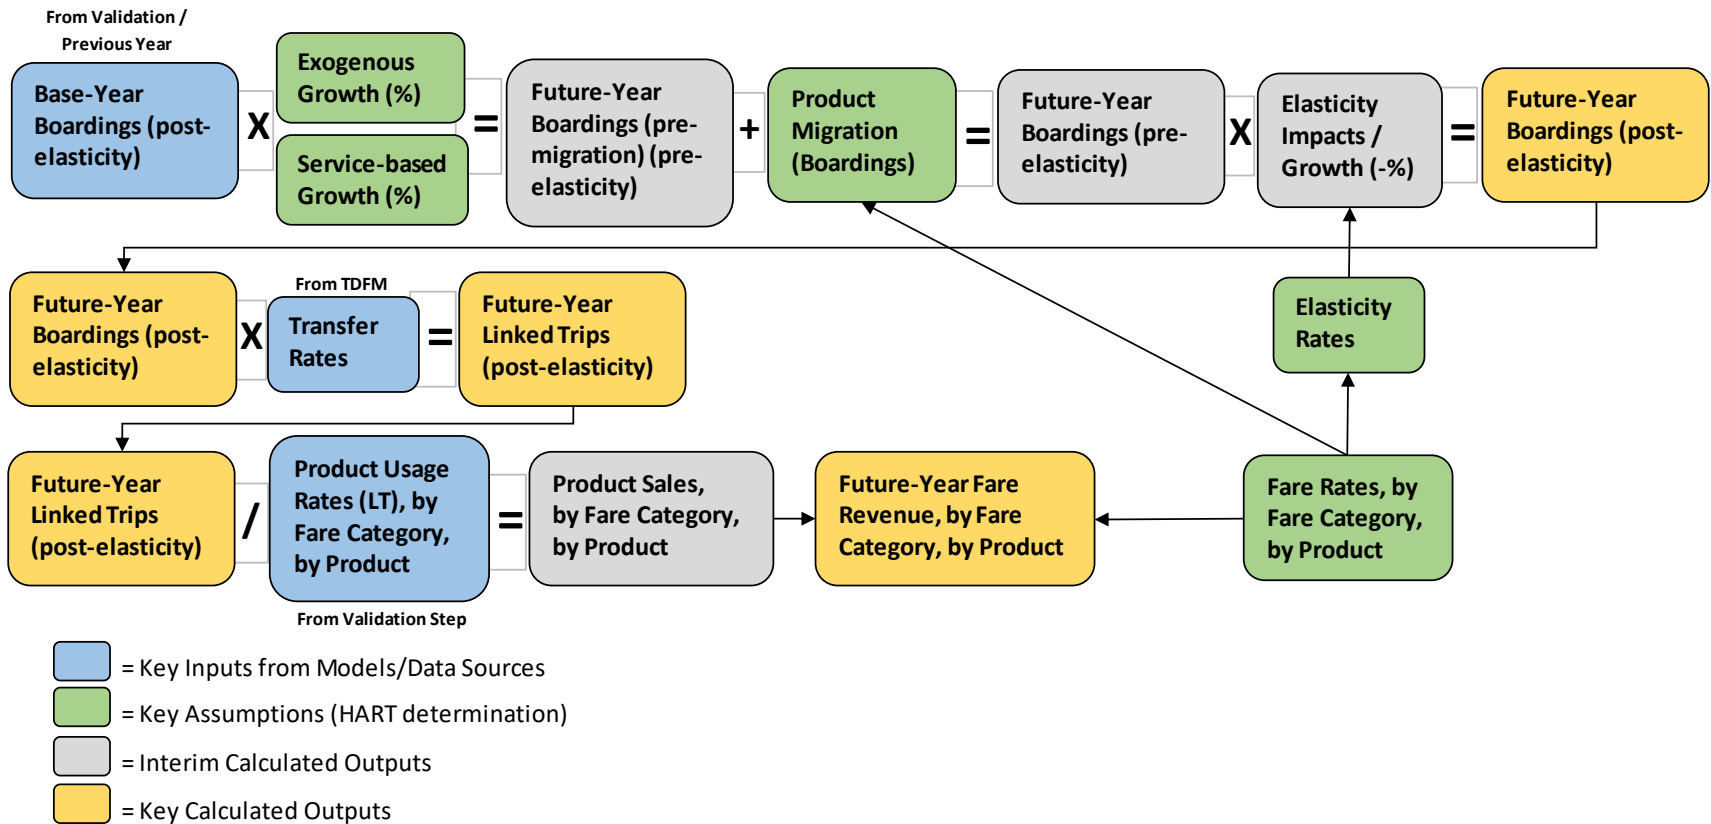 From Validation /
Previous Year
Base-Year
Boardings (post-
elasticity)
X
Exogenous
Growth (%)
Service-based
Growth (%)
=
Future-Year
Boardings (pre-
migration) (pre-
elasticity)
+
Product
Migration
(Boardings)
=
Future-Year
Boardings (pre-
elasticity)
X
Elasticity
Impacts /
Growth (-%)
=
Future-Year
Boardings (post-
elasticity)
Future-Year
Boardings (post-
elasticity)
X
From TDFM
Transfer
Rates
=
Future-Year
Linked Trips
(post-elasticity)
Elasticity
Rates
Future-Year
Linked Trips
(post-elasticity)
/
Product Usage
Rates (LT), by
Fare Category,
by Product
From Validation Step
=
Product Sales,
by Fare Category,
by Product
Future-Year Fare
Revenue, by Fare
Category, by Product
Fare Rates, by
Fare Category,
by Product
= Key Inputs from Models/Data Sources
= Key Assumptions (HART determination)
= Interim Calculated Outputs
= Key Calculated Outputs